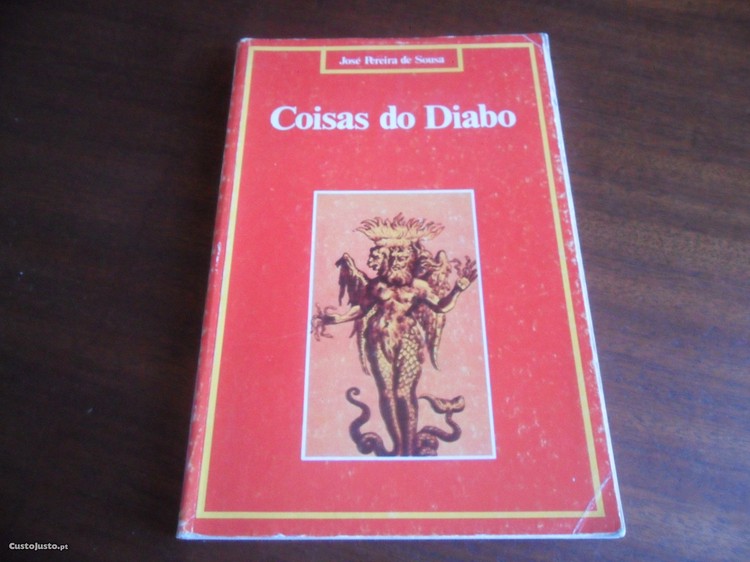 José Pereira de Sousa
Coisas do Diabo
CustoJusto.pt